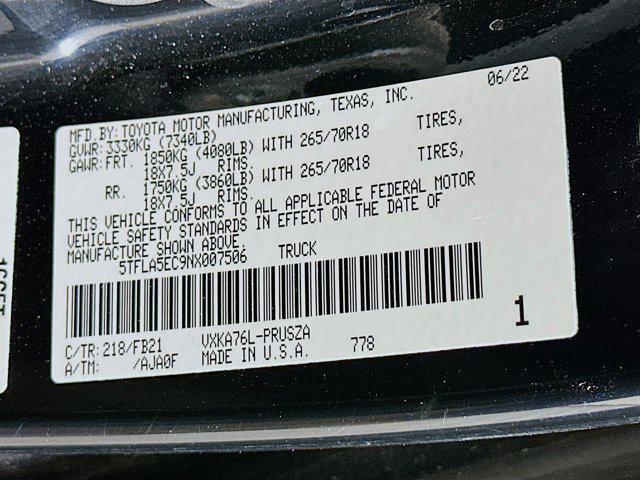 MFD.BY:TOYOTA MOTOR MANUFACTURING, TEXAS, INC. 06/22
GVWR:3330KG (7340LB)
GAWR:FRT. 1850KG (4080LB) WITH 265/70R18 TIRES,
18X7.5J RIMS.
RR. 1750KG (3860LB) WITH 265/70R18 TIRES,
18X7.5J RIMS.
THIS VEHICLE CONFORMS TO ALL APPLICABLE FEDERAL MOTOR
VEHICLE SAFETY STANDARDS IN EFFECT ON THE DATE OF
MANUFACTURE SHOWN ABOVE.
5TFLA5EC9NX007506 TRUCK
1
C/TR:218/FB21 VXKA76L-PRUSZA 778
A/TM: /AJA0F MADE IN U.S.A.